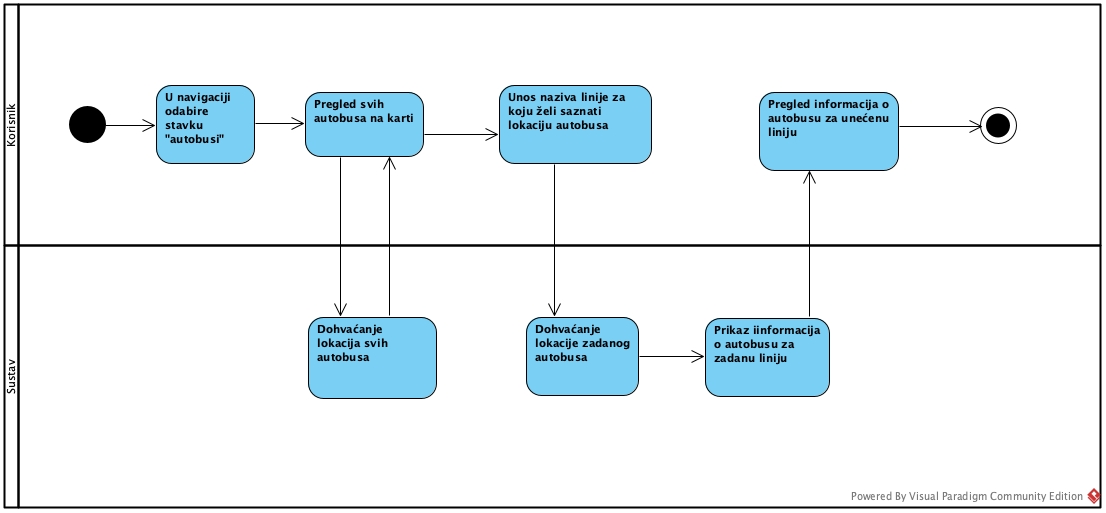 Korisnik
U navigaciji
odabire
stavku
"autobusi"
Pregled svih
autobusa na karti
Unos naziva linije za
koju želi saznati
lokaciju autobusa
Pregled informacija o
autobusu za unećenu
liniju
Sustav
Dohvaćanje
lokacija svih
autobusa
Dohvaćanje
lokacije zadanog
autobusa
Prikaz iinformacija
o autobusu za
zadanu liniju
Powered By Visual Paradigm Community Edition